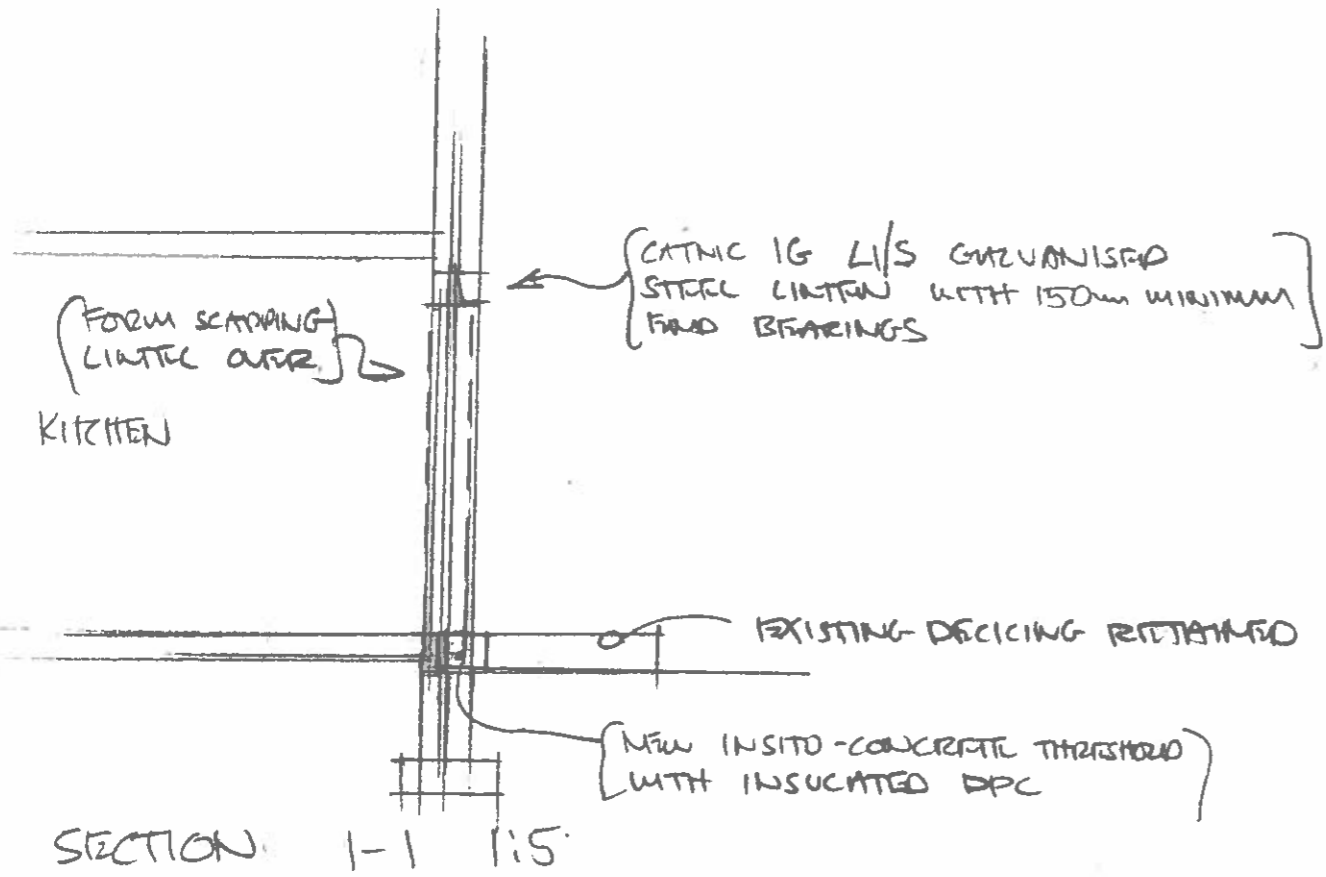 CATNIC IG L1/S GALVANISED
STEEL LINTEL WITH 150mm MINIMUM
END BEARINGS
FORM SCAPPING
LINTEL OVER
KITCHEN
EXISTING DECKING RETAINED
NEW INSITU-CONCRETE THRESHOLD
WITH INSULATED DPC
SECTION 1-1 1:5